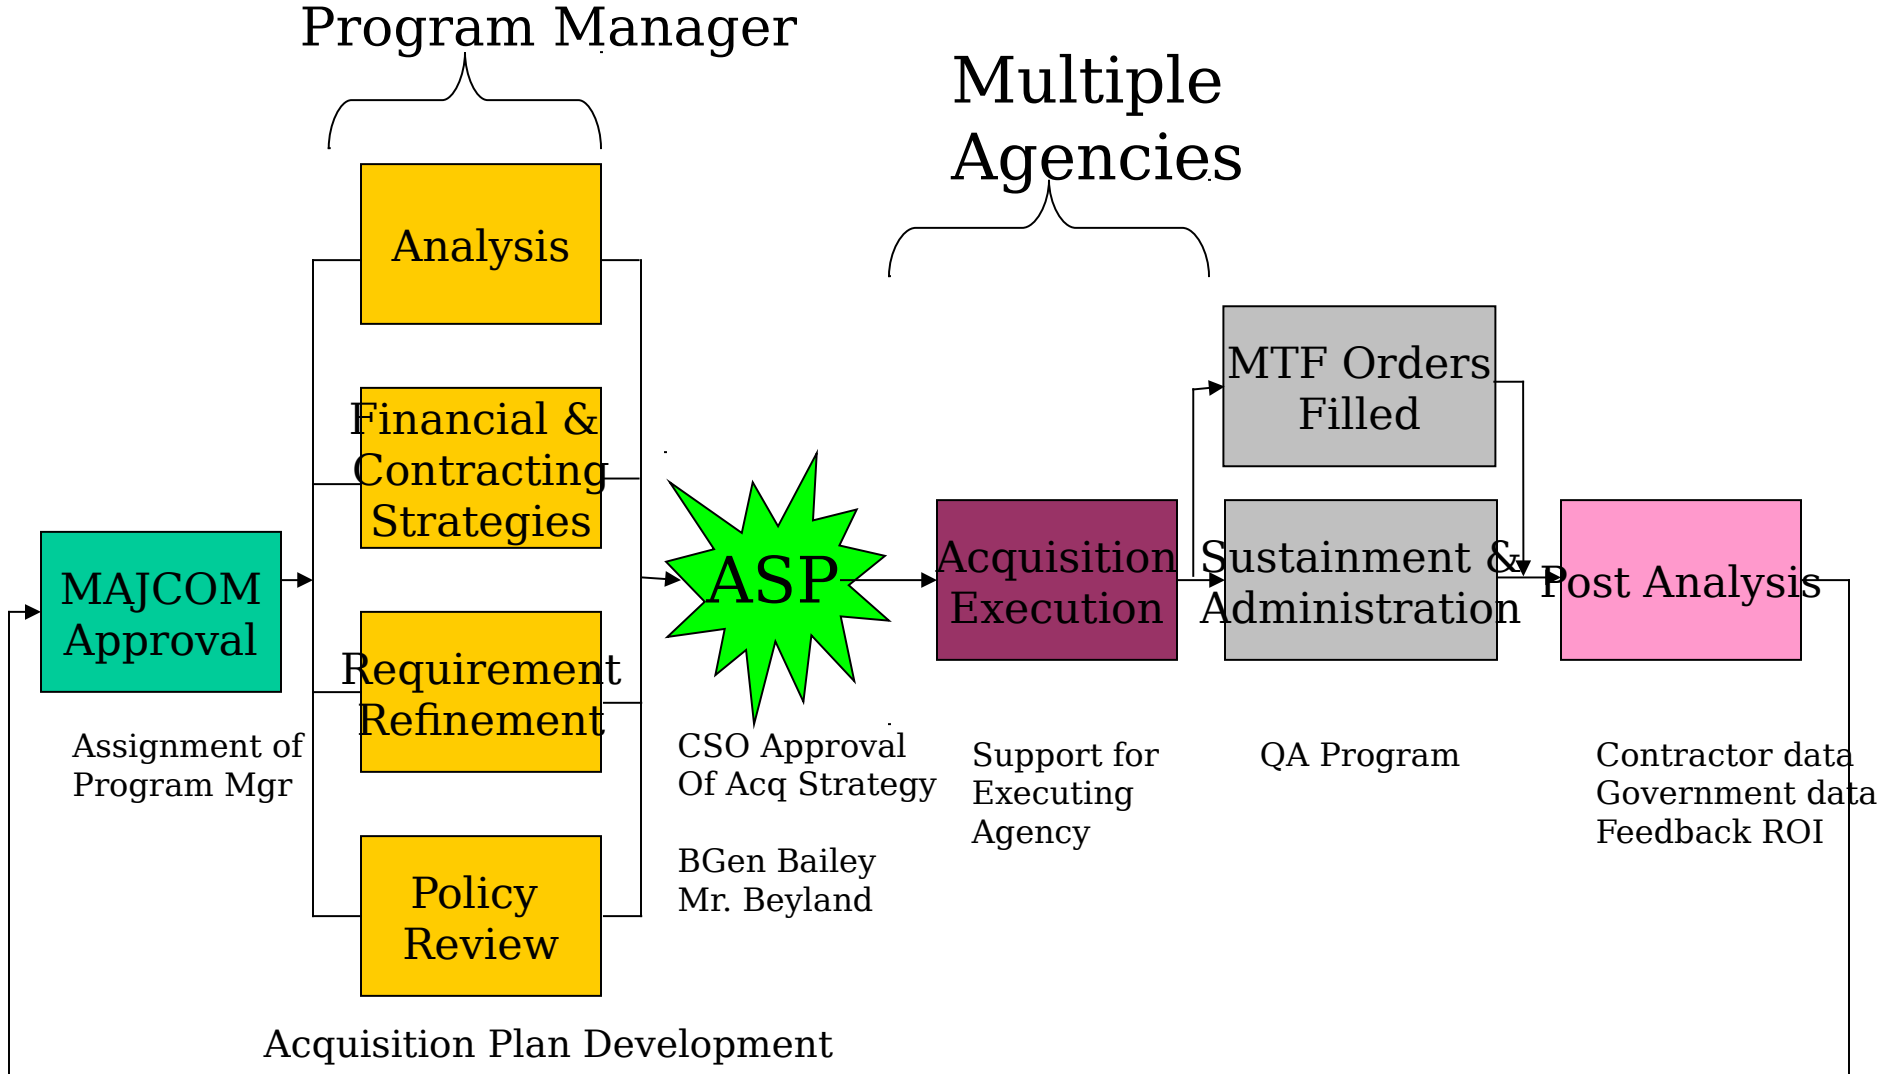 Program Manager
Multiple
Agencies
Analysis
Financial &
Contracting
Strategies
Requirement
Refinement
Policy
Review
MAJCOM
Approval
Assignment of
Program Mgr
ASP
CSO Approval
Of Acq Strategy
BGen Bailey
Mr. Beyland
Acquisition
Execution
Support for
Executing
Agency
MTF Orders
Filled
Sustainment &
Administration
QA Program
Post Analysis
Contractor data
Government data
Feedback ROI
Acquisition Plan Development